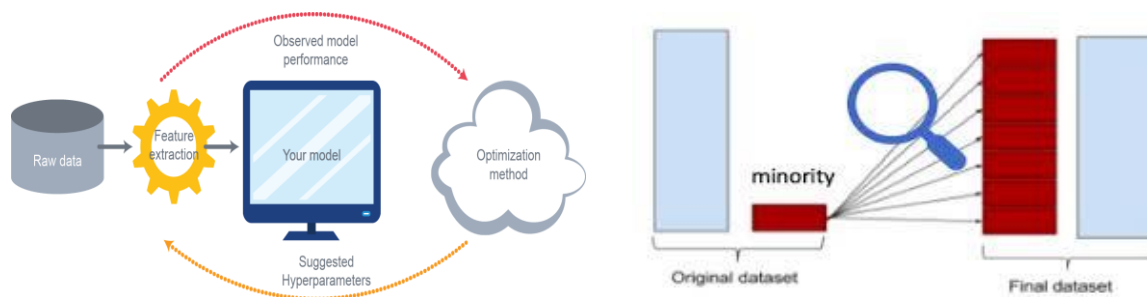 Observed model
performance
Raw data
Feature
extraction
Your model
Optimization
method
Suggested
Hyperparameters
minority
Original dataset
Final dataset